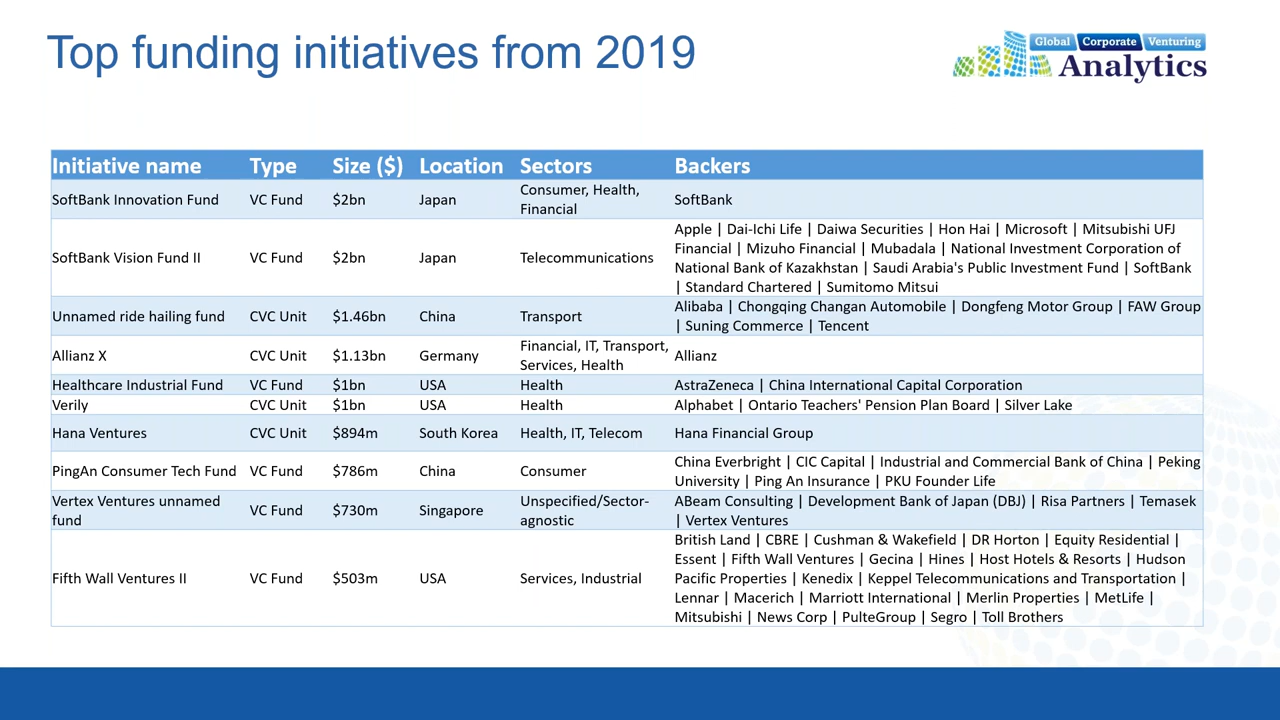 Top funding initiatives from 2019
Global Corporate Venturing
Analytics
Initiative name Type Size ($) Location Sectors Backers
SoftBank Innovation Fund VC Fund $2bn Japan Consumer, Health, Financial SoftBank
SoftBank Vision Fund II VC Fund $2bn Japan Telecommunications Apple | Dai-Ichi Life | Daiwa Securities | Hon Hai | Microsoft | Mitsubishi UFJ
Financial | Mizuho Financial | Mubadala | National Investment Corporation of
National Bank of Kazakhstan | Saudi Arabia's Public Investment Fund | SoftBank
| Standard Chartered | Sumitomo Mitsui
Unnamed ride hailing fund CVC Unit $1.46bn China Transport Alibaba | Chongqing Changan Automobile | Dongfeng Motor Group | FAW Group
| Suning Commerce | Tencent
Allianz X CVC Unit $1.13bn Germany Financial, IT, Transport, Services, Health Allianz
Healthcare Industrial Fund VC Fund $1bn USA Health AstraZeneca | China International Capital Corporation
Verily CVC Unit $1bn USA Health Alphabet | Ontario Teachers' Pension Plan Board | Silver Lake
Hana Ventures CVC Unit $894m South Korea Health, IT, Telecom Hana Financial Group
PingAn Consumer Tech Fund VC Fund $786m China Consumer China Everbright | CIC Capital | Industrial and Commercial Bank of China | Peking
University | Ping An Insurance | PKU Founder Life
Vertex Ventures unnamed fund VC Fund $730m Singapore Unspecified/Sector-agnostic ABeam Consulting | Development Bank of Japan (DBJ) | Risa Partners | Temasek
| Vertex Ventures
Fifth Wall Ventures II VC Fund $503m USA Services, Industrial British Land | CBRE | Cushman & Wakefield | DR Horton | Equity Residential |
Essent | Fifth Wall Ventures | Gecina | Hines | Host Hotels & Resorts | Hudson
Pacific Properties | Kenedix | Keppel Telecommunications and Transportation |
Lennar | Macerich | Marriott International | Merlin Properties | MetLife |
Mitsubishi | News Corp | PulteGroup | Segro | Toll Brothers